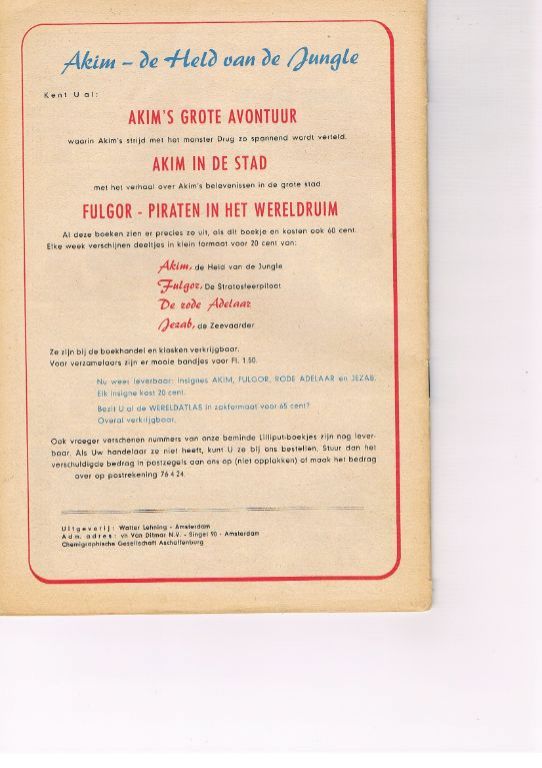 Akim - de Held van de Jungle
Kent U al:
AKIM'S GROTE AVONTUUR
waarin Akim's strijd met het monster Drug zo spannend wordt verteld.
AKIM IN DE STAD
met het verhaal over Akim's belevenissen in de grote stad.
FULGOR - PIRATEN IN HET WERELDRUIM
Al deze boeken zien er precies zo uit, als dit boekje en kosten ook 60 cent.
Elke week verschijnen deeltjes in klein formaat voor 20 cent van:
Akim, de Held van de Jungle
Fulgor, De Stratosfeerpiloot
De rode Adelaar
Jezab, de Zeevaarder
Ze zijn bij de boekhandel en kiosken verkrijgbaar.
Voor verzamelaars zijn er mooie bandjes voor Fl. 1.50.
Nu weer leverbaar: Insignes AKIM, FULGOR, RODE ADELAAR en JEZAB.
Elk insigne kost 20 cent.
Bezit U al de WERELDATLAS in zakformaat voor 65 cent?
Overal verkrijgbaar.
Ook vroeger verschenen nummers van onze beminde Lilliput-boekjes zijn nog lever-
baar. Als Uw handelaar ze niet heeft, kunt U ze bij ons bestellen. Stuur dan het
verschuldigde bedrag in postzegels aan ons op (niet opplakken) of maak het bedrag
over op postrekening 76 4 24.
Uitgeverij: Walter Lehning - Amsterdam
Adm. adres: vh Van Ditmar N.V. - Singel 90 - Amsterdam
Chemigraphische Gesellschaft Aschaffenburg